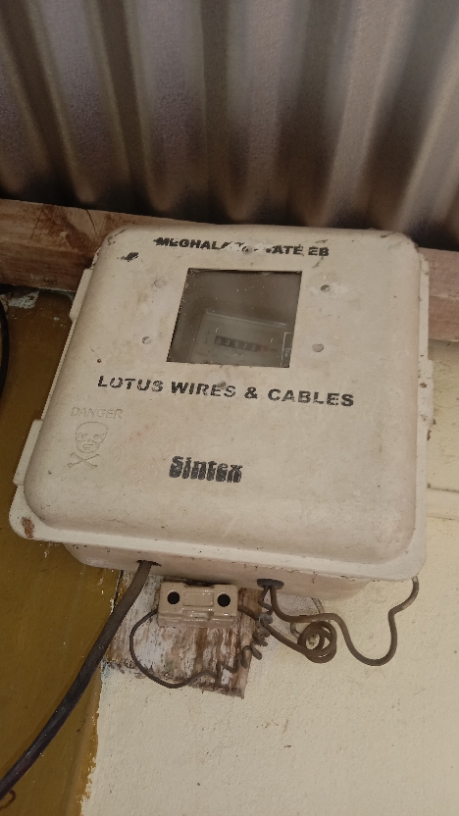 EB
LOTUS WIRES & CABLES
DANGER
Sintex